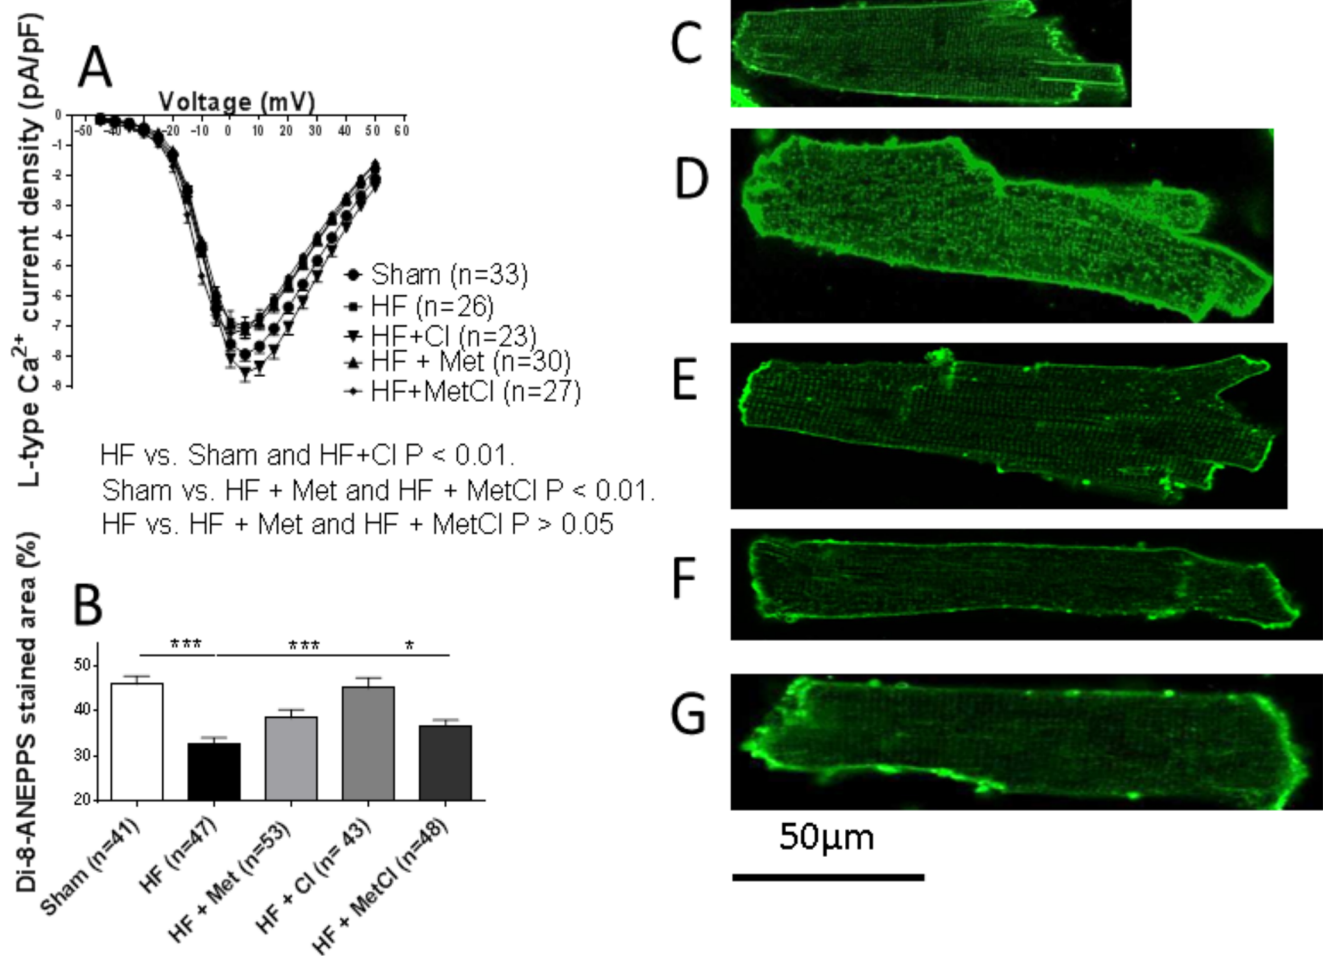 A
L-type Ca2+ current density (pA/pF)
Voltage (mV)
0
-50 -40 -20 -10 0 10 20 30 40 50 60
-1
-2
-3
-4
-5
-6
-7
-8
Sham (n=33)
HF (n=26)
HF+Cl (n=23)
HF + Met (n=30)
HF+MetCl (n=27)
HF vs. Sham and HF+Cl P < 0.01.
Sham vs. HF + Met and HF + MetCl P < 0.01.
HF vs. HF + Met and HF + MetCl P > 0.05
B
Di-8-ANEPPS stained area (%)
*** *** *
50
40
30
20
Sham (n=41)
HF (n=47)
HF + Met (n=53)
HF + Cl (n= 43)
HF + MetCl (n=48)
C
D
E
F
G
50µm